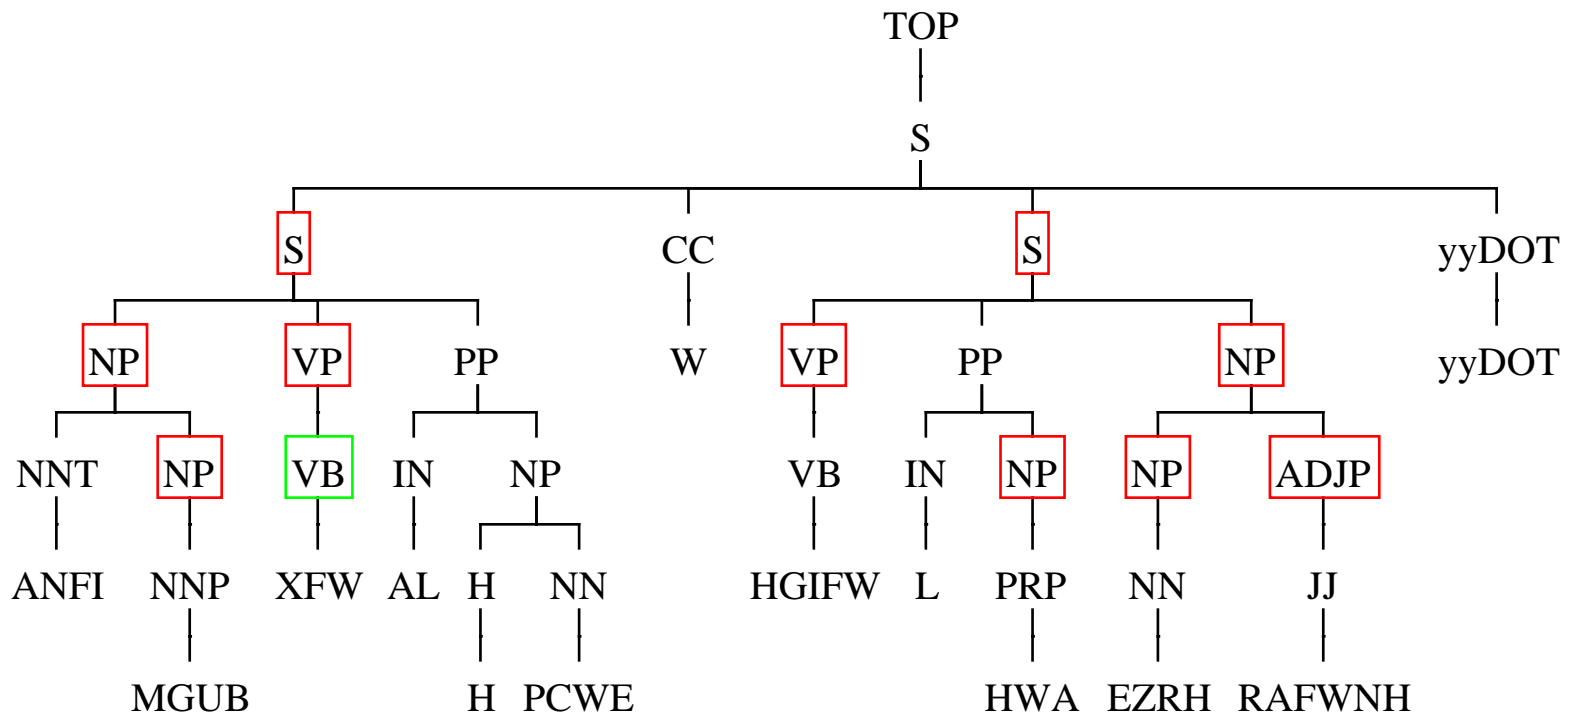 TOP
S
S CC S yyDOT
NP VP PP W VP PP NP yyDOT
NNT NP VB IN NP VB IN NP NP ADJP
ANFI NNP XFW AL H NN HGIFW L PRP NN JJ
MGUB H PCWE HWA EZRH RAFWNH